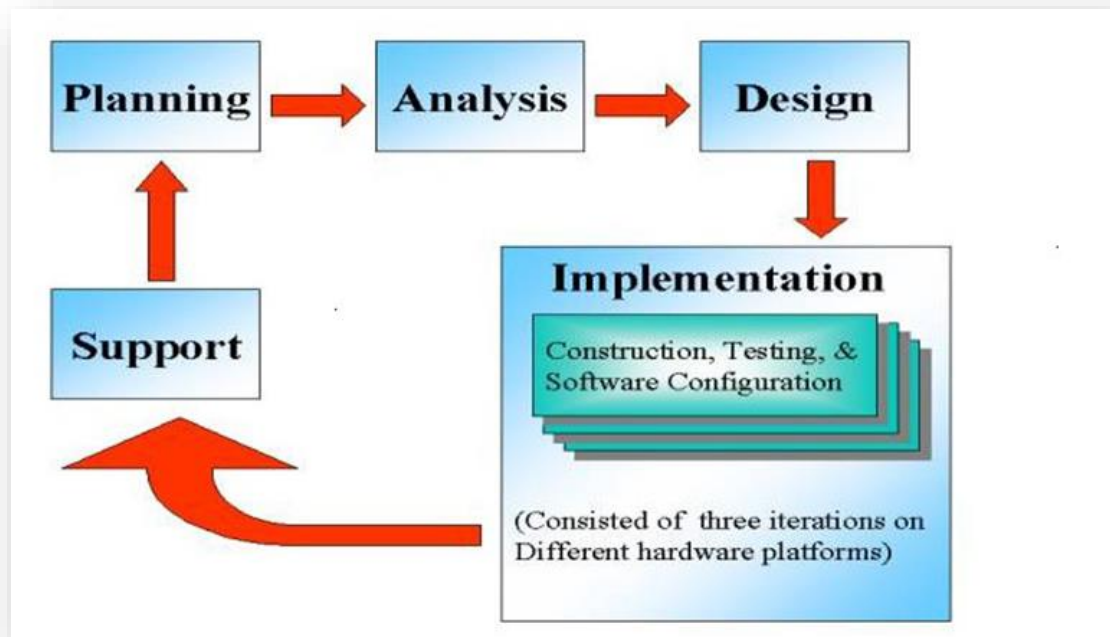 Planning
Analysis
Design
Implementation
Construction, Testing, &
Software Configuration
(Consisted of three iterations on
Different hardware platforms)
Support